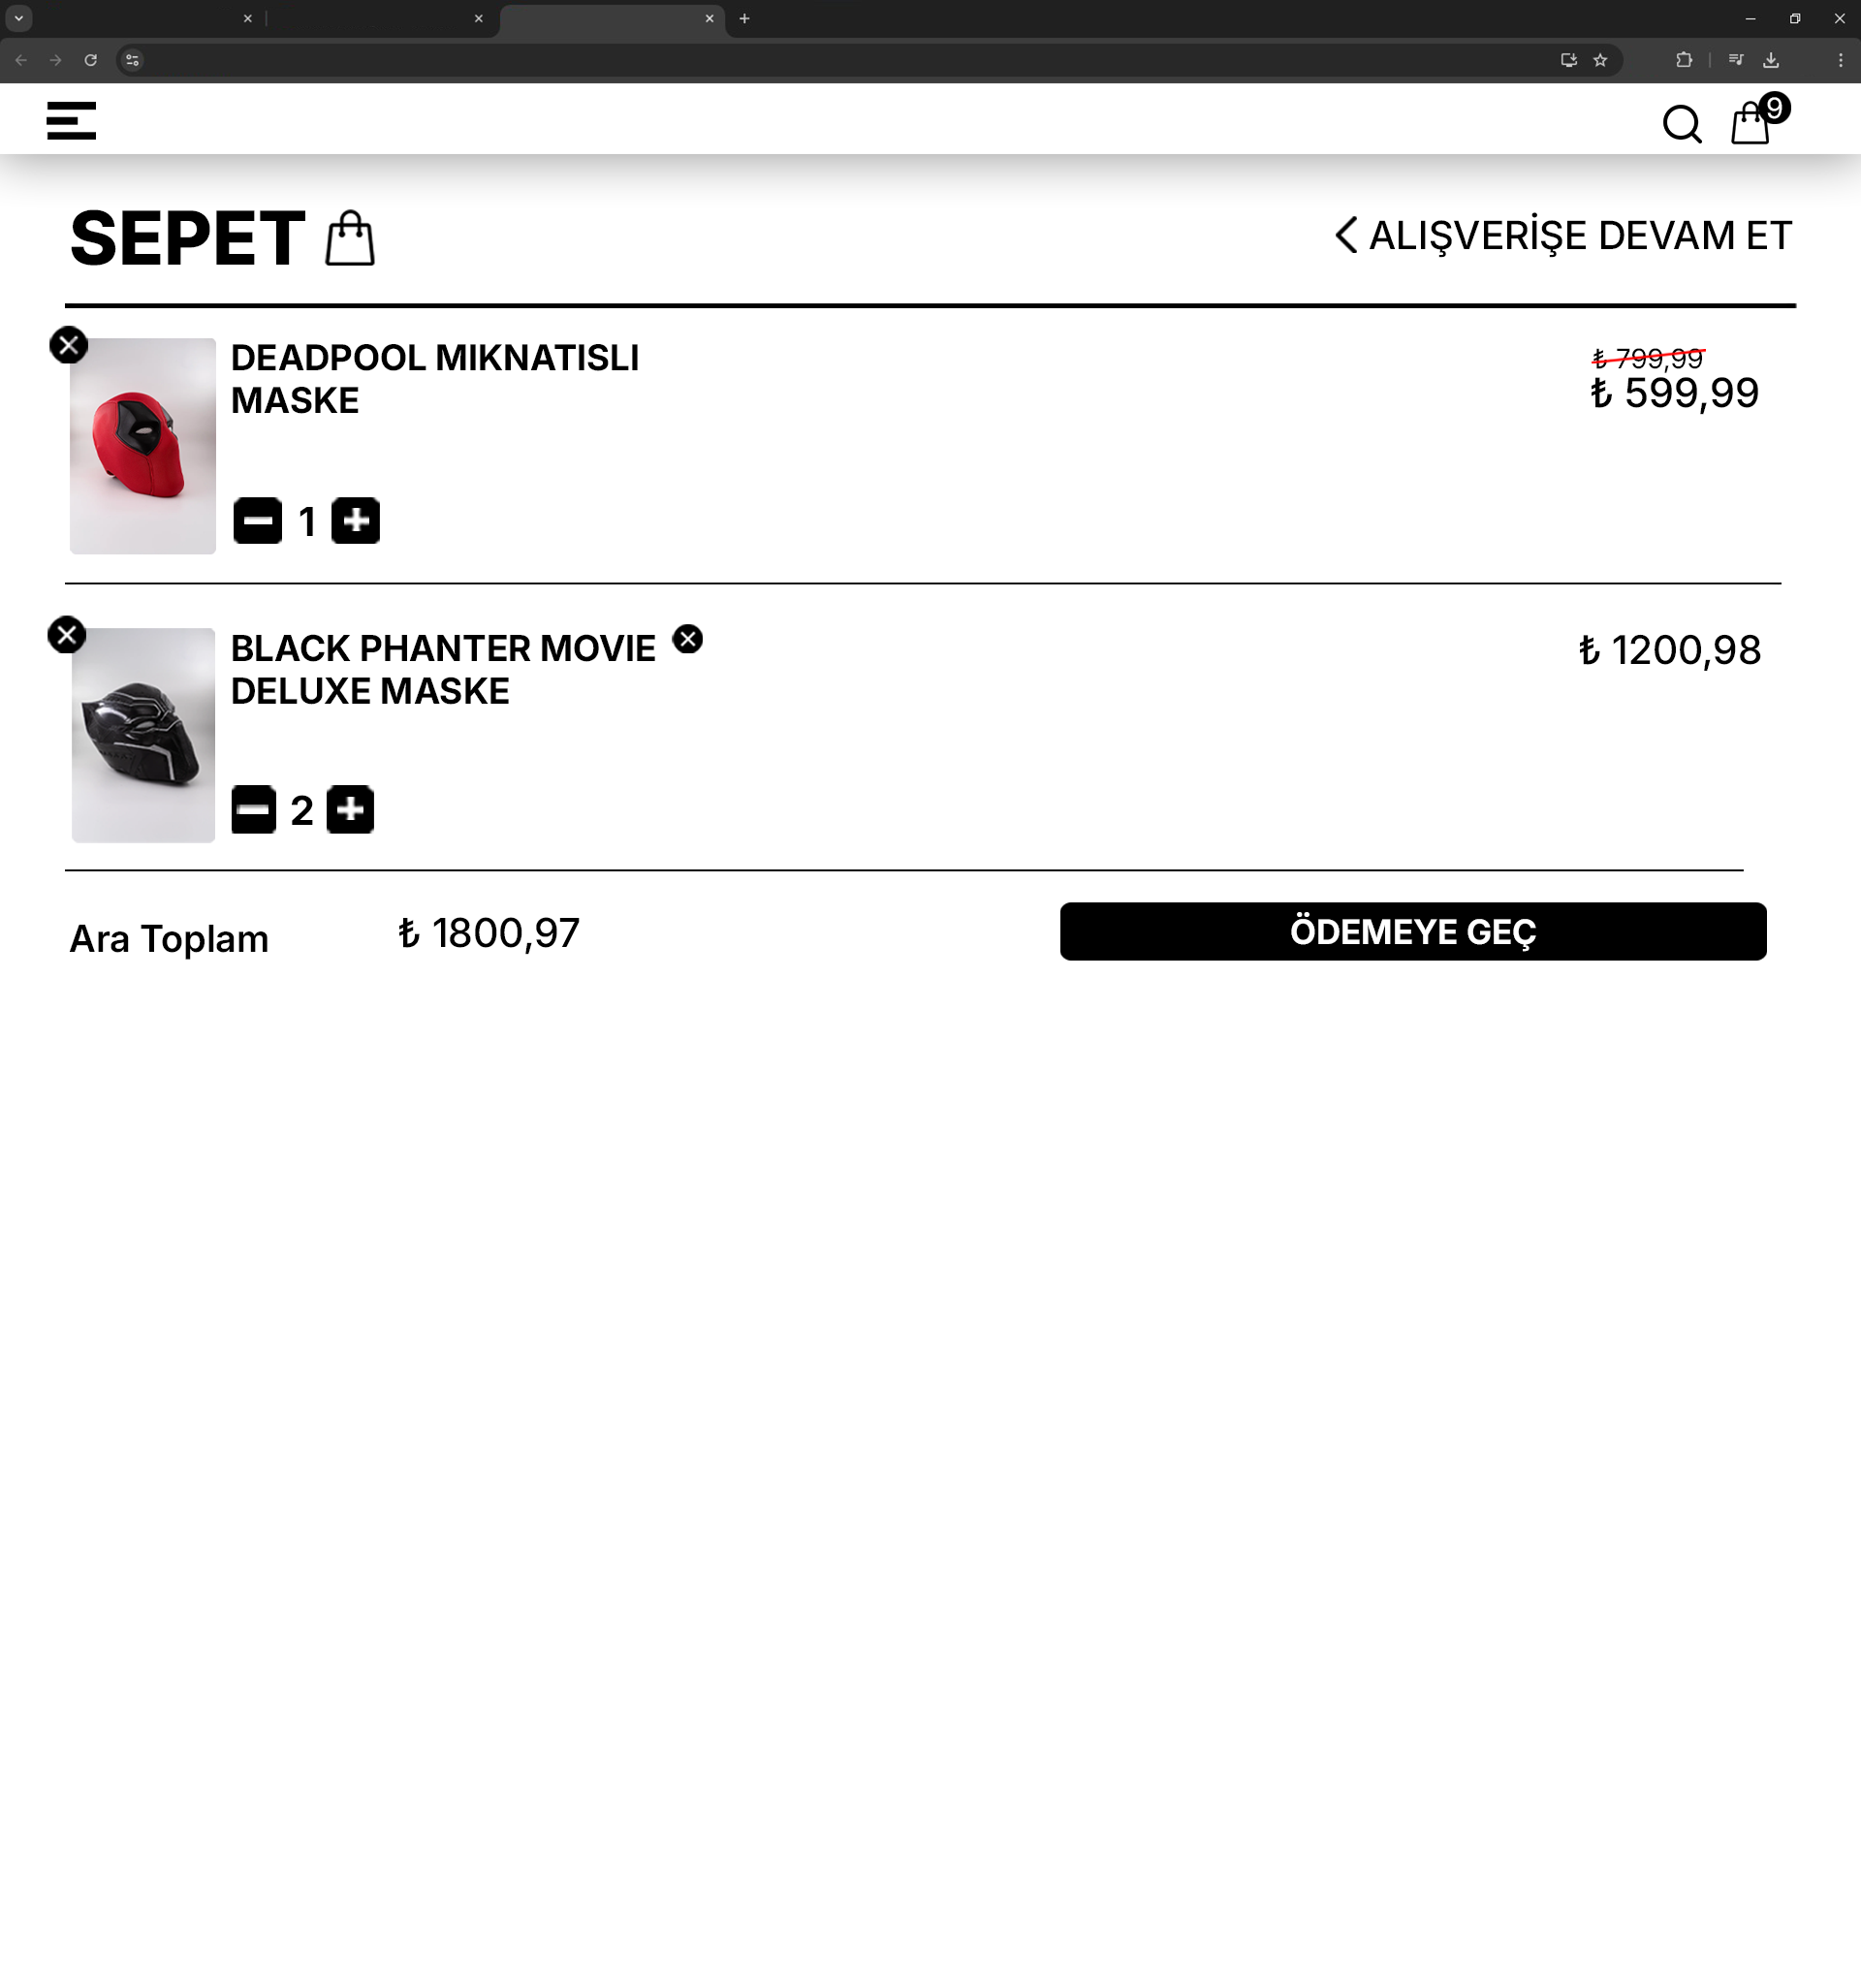 9
SEPET
ALIŞVERİŞE DEVAM ET
DEADPOOL MIKNATISLI
MASKE
₺ 799,99
₺ 599,99
1
BLACK PHANTER MOVIE
DELUXE MASKE
₺ 1200,98
2
Ara Toplam
₺ 1800,97
ÖDEMEYE GEÇ